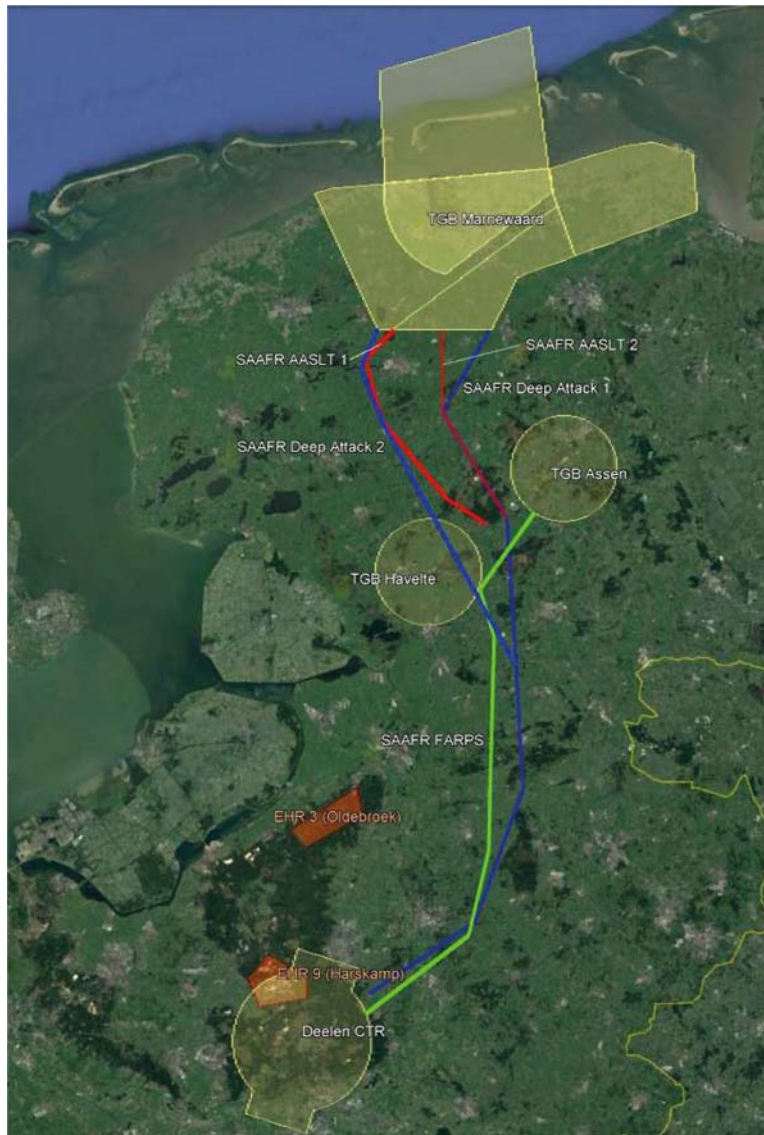 TGB Marnewaard
SAAFR AASLT 1
SAAFR AASLT 2
SAAFR Deep Attack 1
SAAFR Deep Attack 2
TGB Assen
TGB Havelte
SAAFR FARPS
EHR 3 (Oldebroek)
EHR 9 (Harskamp)
Deelen CTR